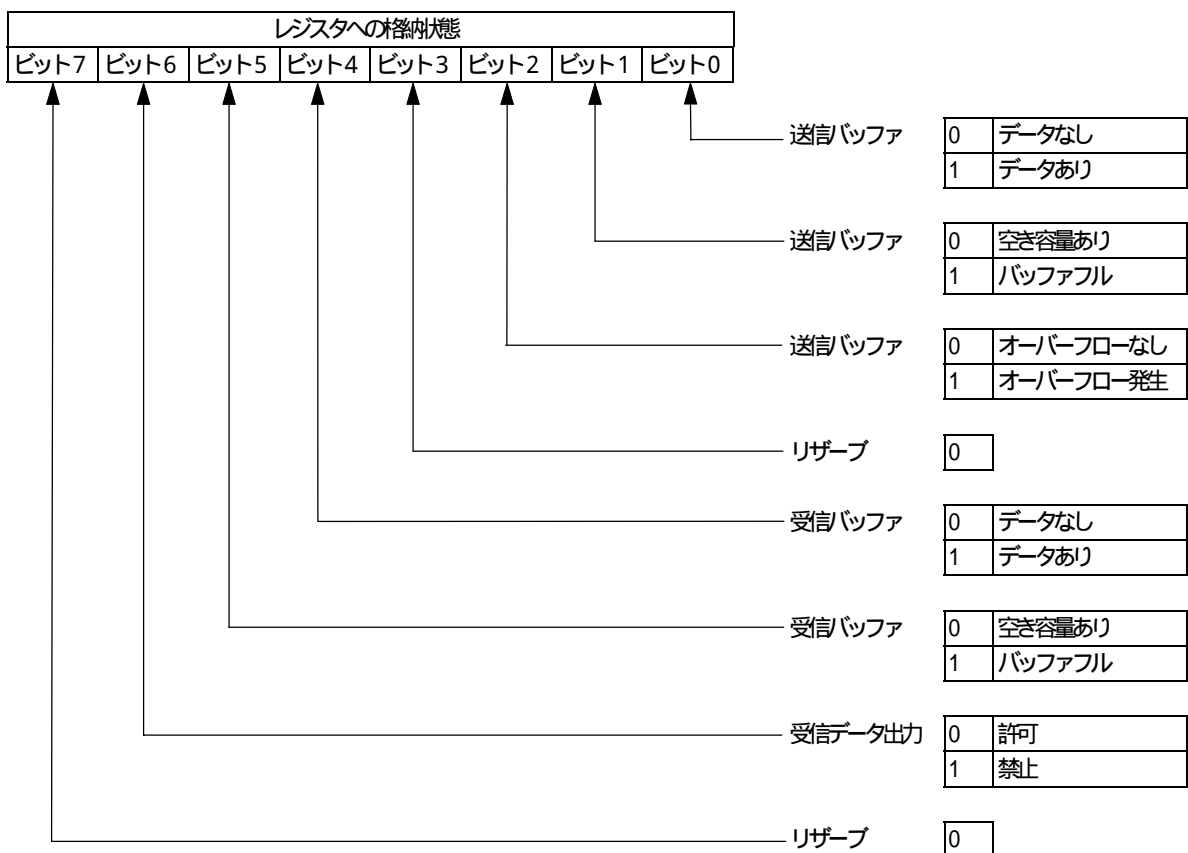 レジスタへの格納状態
ビット7 ビット6 ビット5 ビット4 ビット3 ビット2 ビット1 ビット0
送信バッファ 0 データなし
1 データあり
送信バッファ 0 空き容量あり
1 バッファフル
送信バッファ 0 オーバーフローなし
1 オーバーフロー発生
リザーブ 0
受信バッファ 0 データなし
1 データあり
受信バッファ 0 空き容量あり
1 バッファフル
受信データ出力 0 許可
1 禁止
リザーブ 0